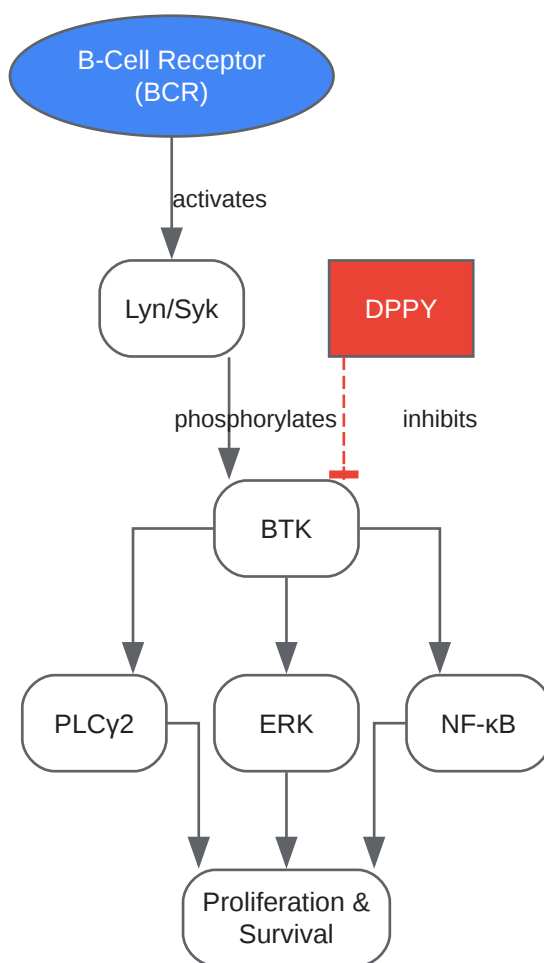 B-Cell Receptor
(BCR)
activates
Lyn/Syk
DPPY
phosphorylates
inhibits
BTK
PLCγ2
ERK
NF-κB
Proliferation &
Survival